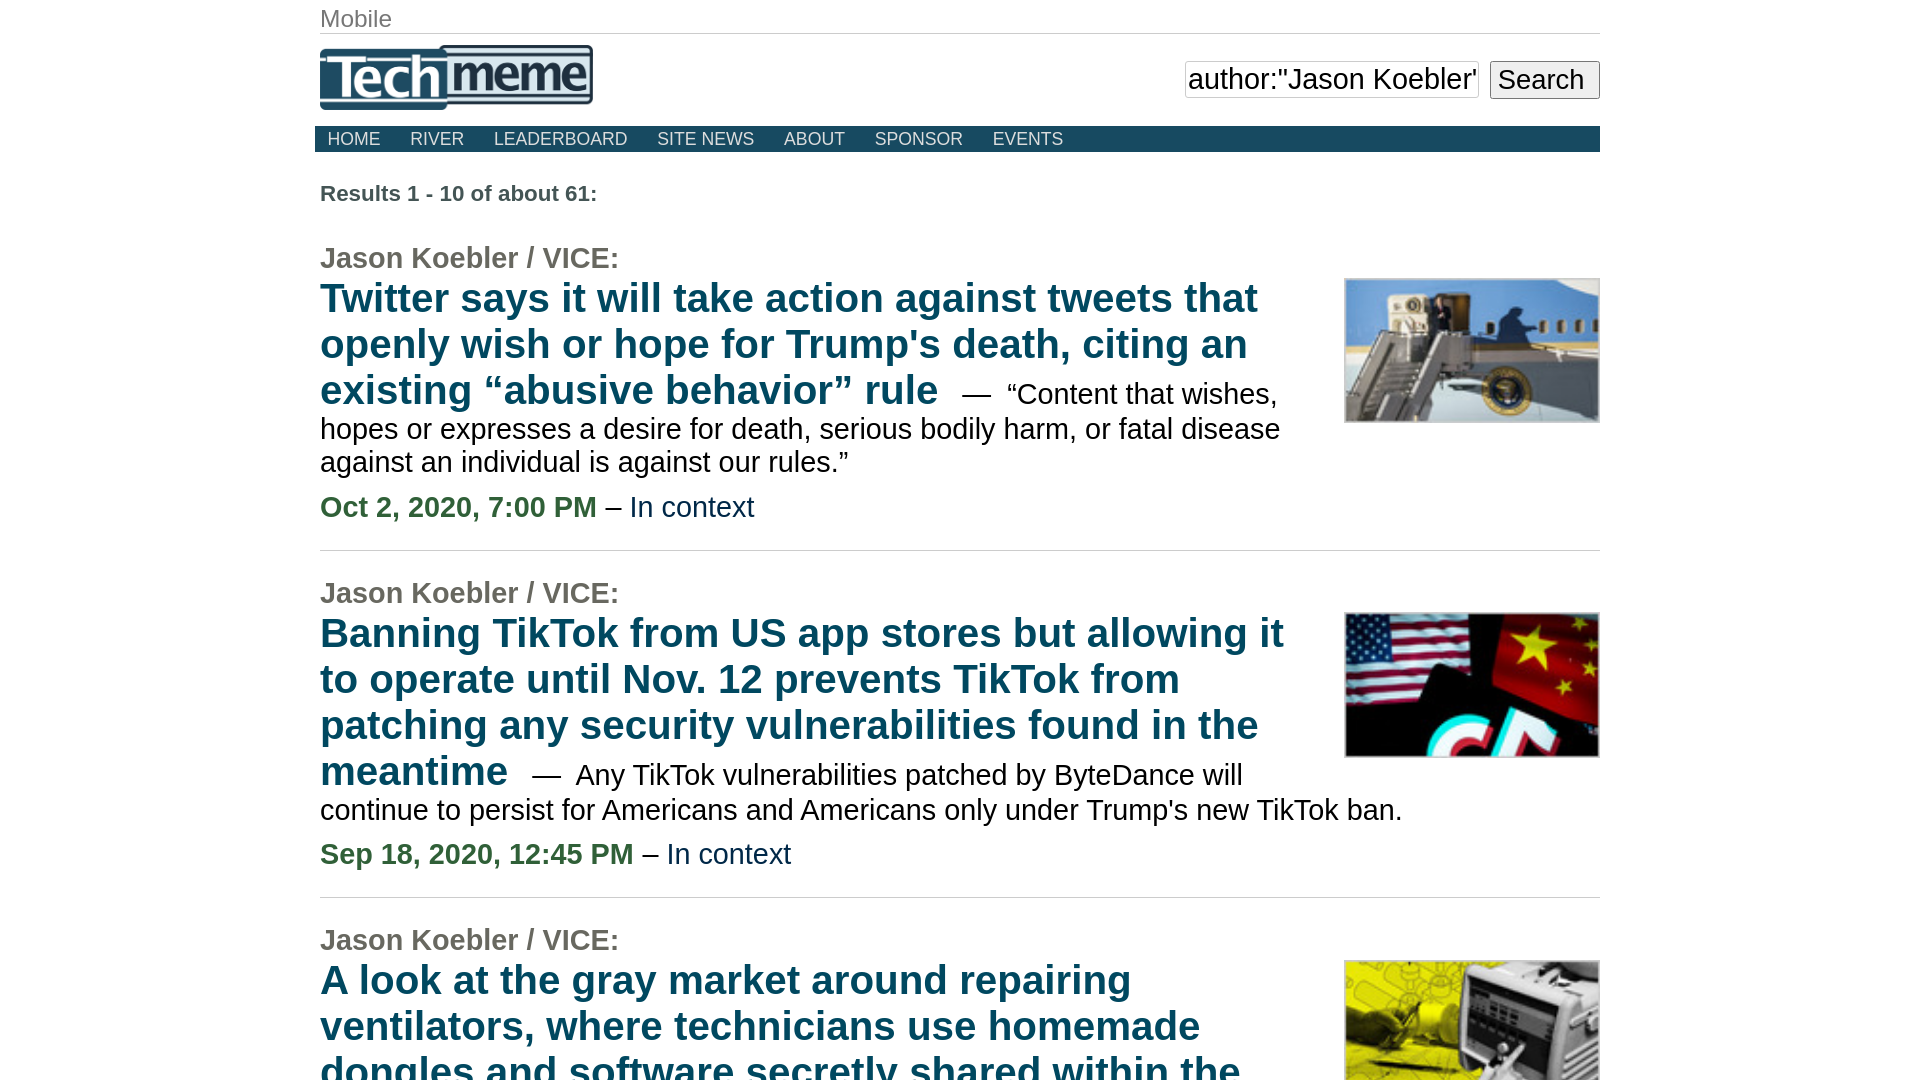 Mobile
Techmeme
author:"Jason Koebler"
Search
HOME RIVER LEADERBOARD SITE NEWS ABOUT SPONSOR EVENTS
Results 1 - 10 of about 61:
Jason Koebler / VICE:
Twitter says it will take action against tweets that
openly wish or hope for Trump's death, citing an
existing “abusive behavior” rule — “Content that wishes,
hopes or expresses a desire for death, serious bodily harm, or fatal disease
against an individual is against our rules.”
Oct 2, 2020, 7:00 PM – In context
Jason Koebler / VICE:
Banning TikTok from US app stores but allowing it
to operate until Nov. 12 prevents TikTok from
patching any security vulnerabilities found in the
meantime — Any TikTok vulnerabilities patched by ByteDance will
continue to persist for Americans and Americans only under Trump's new TikTok ban.
Sep 18, 2020, 12:45 PM – In context
Jason Koebler / VICE:
A look at the gray market around repairing
ventilators, where technicians use homemade
dongles and software secretly shared within the